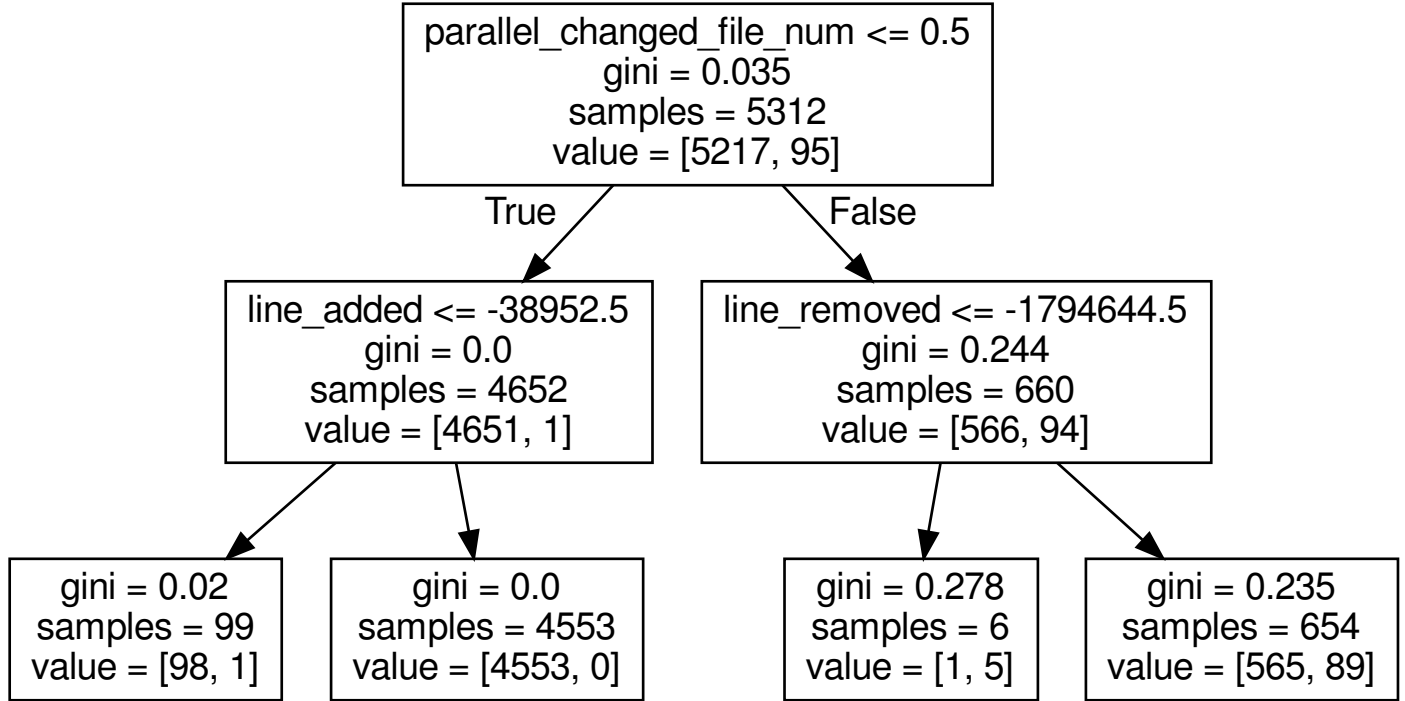 parallel_changed_file_num <= 0.5
gini = 0.035
samples = 5312
value = [5217, 95]
True
False
line_added <= -38952.5
gini = 0.0
samples = 4652
value = [4651, 1]
line_removed <= -1794644.5
gini = 0.244
samples = 660
value = [566, 94]
gini = 0.02
samples = 99
value = [98, 1]
gini = 0.0
samples = 4553
value = [4553, 0]
gini = 0.278
samples = 6
value = [1, 5]
gini = 0.235
samples = 654
value = [565, 89]